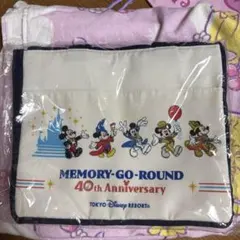 MEMORY-GO-ROUND
40th Anniversary
TOKYO Disney RESORT®